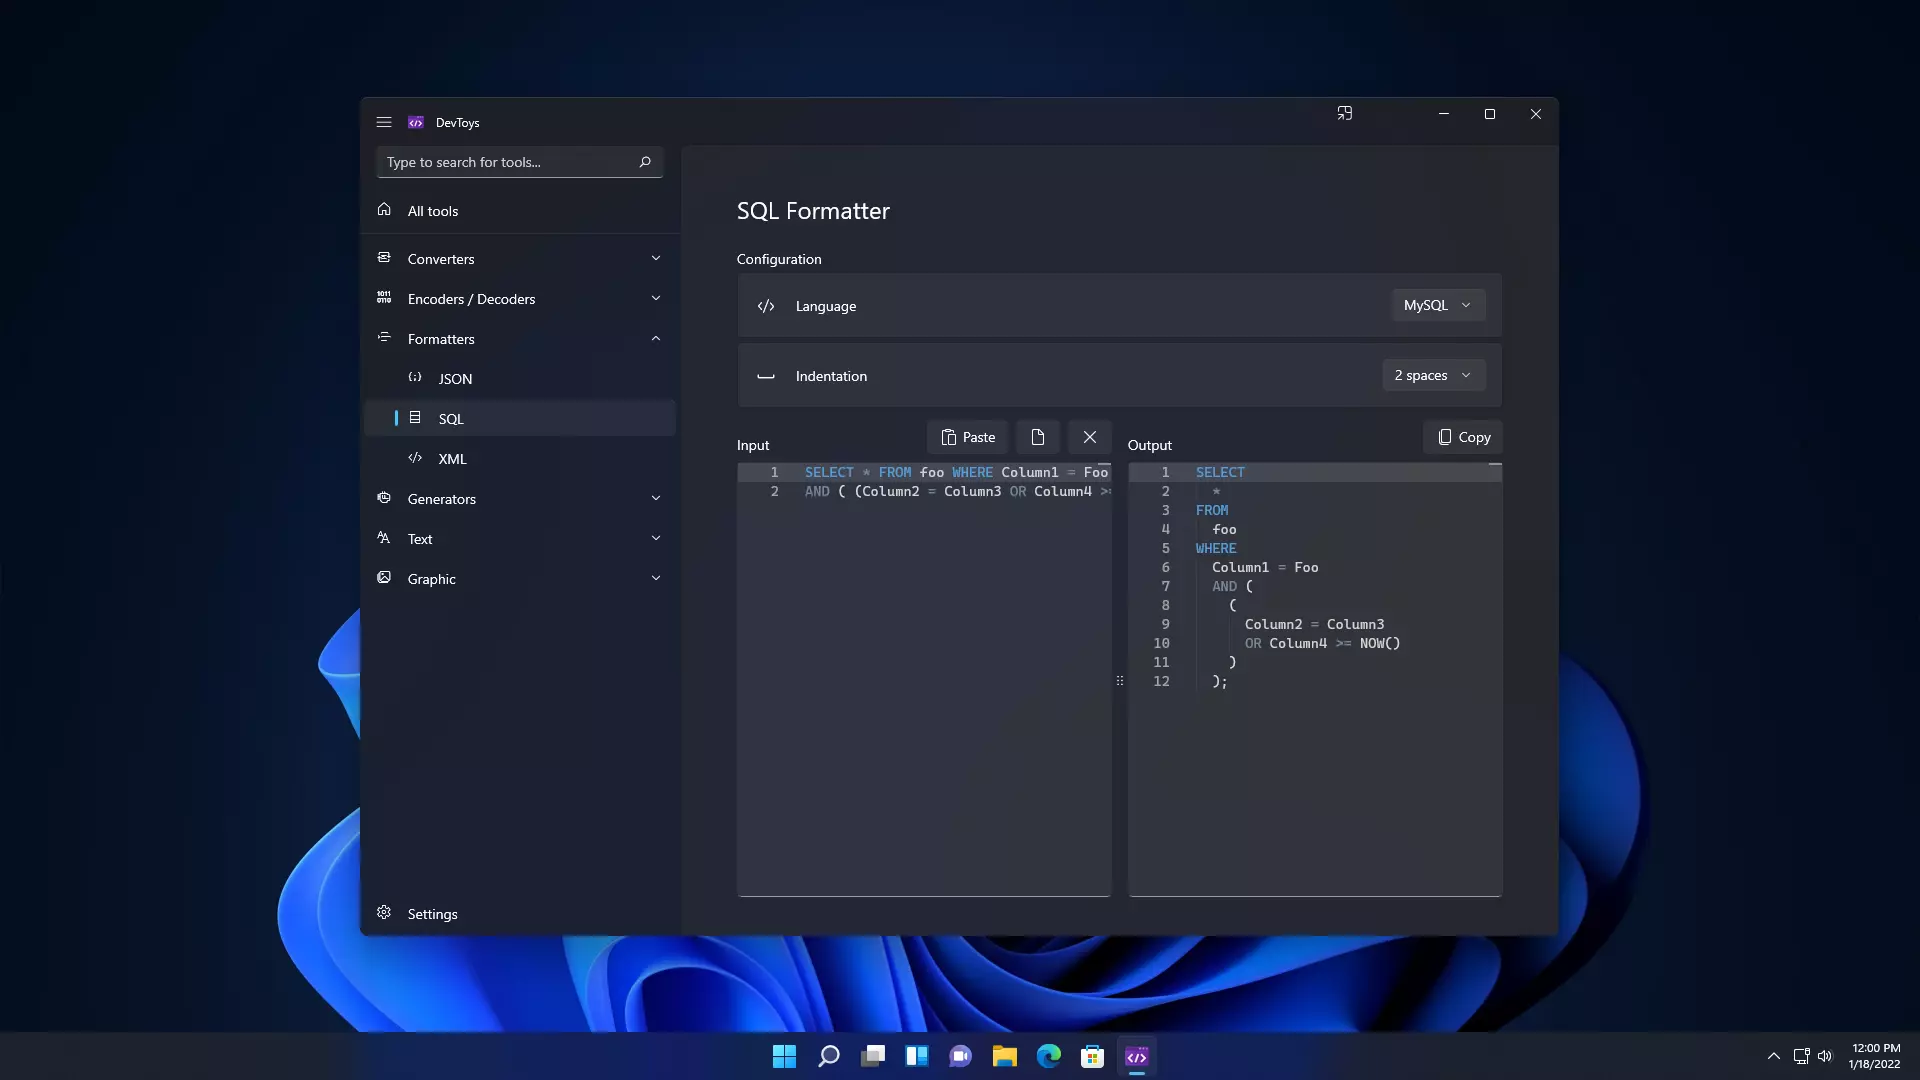 DevToys
Type to search for tools...
All tools
Converters
Encoders / Decoders
Formatters
JSON
SQL
XML
Generators
Text
Graphic
Settings
SQL Formatter
Configuration
Language
MySQL
Indentation
2 spaces
Input
Paste
1 SELECT * FROM foo WHERE Column1 = Foo
2 AND ( (Column2 = Column3 OR Column4 >=
Output
Copy
1 SELECT
2 *
3 FROM
4 foo
5 WHERE
6 Column1 = Foo
7 AND (
8 (
9 Column2 = Column3
10 OR Column4 >= NOW()
11 )
12 );
12:00 PM
1/18/2022